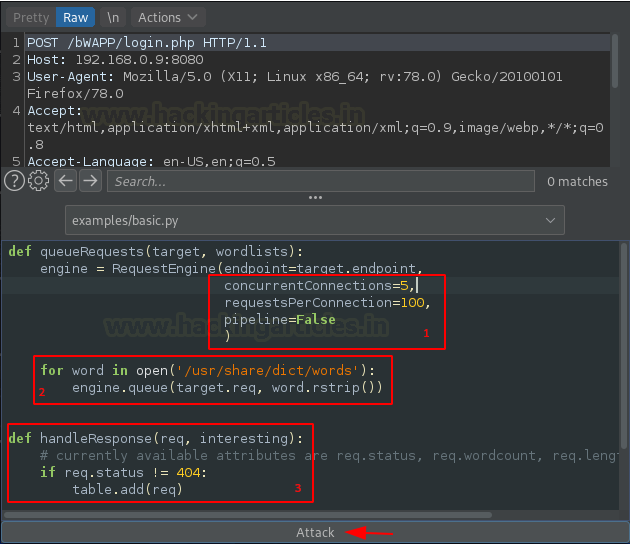 Pretty Raw \n Actions
1 POST /bWAPP/login.php HTTP/1.1
2 Host: 192.168.0.9:8080
3 User-Agent: Mozilla/5.0 (X11; Linux x86_64; rv:78.0) Gecko/20100101
Firefox/78.0
www.hackingarticles.in
4 Accept:
text/html,application/xhtml+xml,application/xml;q=0.9,image/webp,*/*;q=0
.8
5 Accept-Language: en-US,en;q=0.5
? Search... 0 matches
examples/basic.py
def queueRequests(target, wordlists):
engine = RequestEngine(endpoint=target.endpoint,
concurrentConnections=5,
requestsPerConnection=100,
www.hackingarticles.in
pipeline=False 1
)
for word in open('/usr/share/dict/words'):
2 engine.queue(target.req, word.rstrip())
def handleResponse(req, interesting):
# currently available attributes are req.status, req.wordcount, req.length
if req.status != 404:
table.add(req) 3
Attack